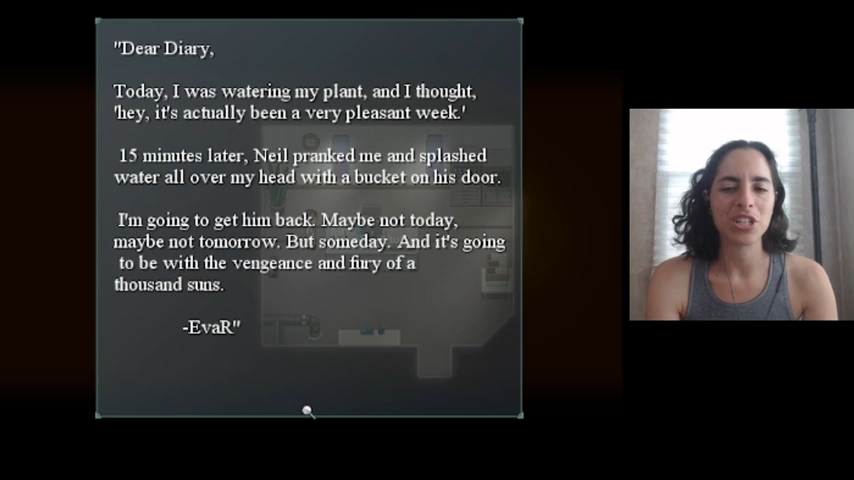 "Dear Diary,
Today, I was watering my plant, and I thought,
'hey, it's actually been a very pleasant week.'
15 minutes later, Neil pranked me and splashed
water all over my head with a bucket on his door.
I'm going to get him back. Maybe not today,
maybe not tomorrow. But someday. And it's going
to be with the vengeance and fury of a
thousand suns.
-EvaR"